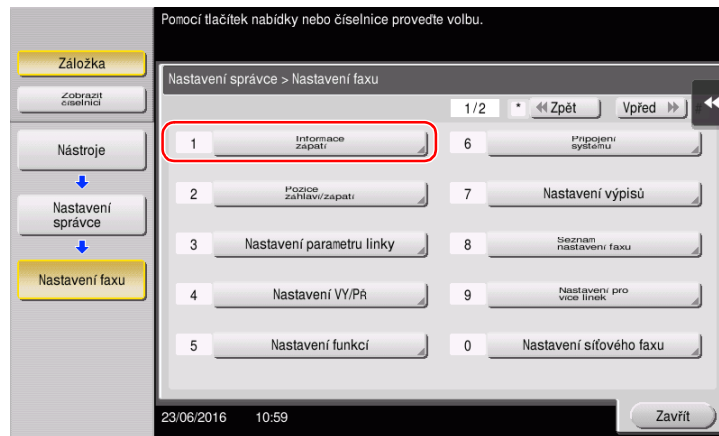 Pomocí tlačítek nabídky nebo číselnice proveďte volbu.
Záložka
Zobrazit
číselnici
Nástroje
Nastavení
správce
Nastavení faxu
Nastavení správce > Nastavení faxu
1/2 * Zpět Vpřed #
1 Informace
zápatí
2 Pozice
záhlaví/zápatí
3 Nastavení parametru linky
4 Nastavení VY/PŘ
5 Nastavení funkcí
6 Připojení
systému
7 Nastavení výpisů
8 Seznam
nastavení faxu
9 Nastavení pro
více linek
0 Nastavení síťového faxu
23/06/2016 10:59
Zavřít